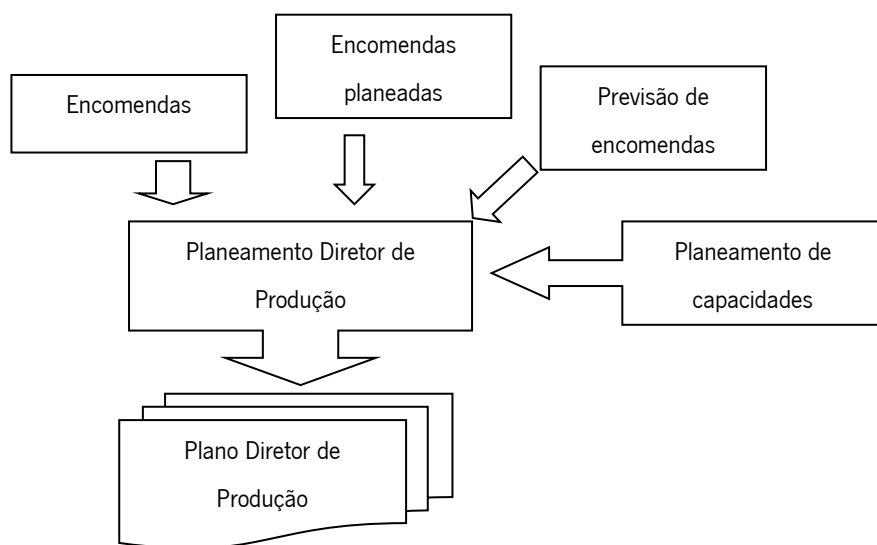 Encomendas
Encomendas
planeadas
Previsão de
encomendas
Planeamento Diretor de
Produção
Planeamento de
capacidades
Plano Diretor de
Produção